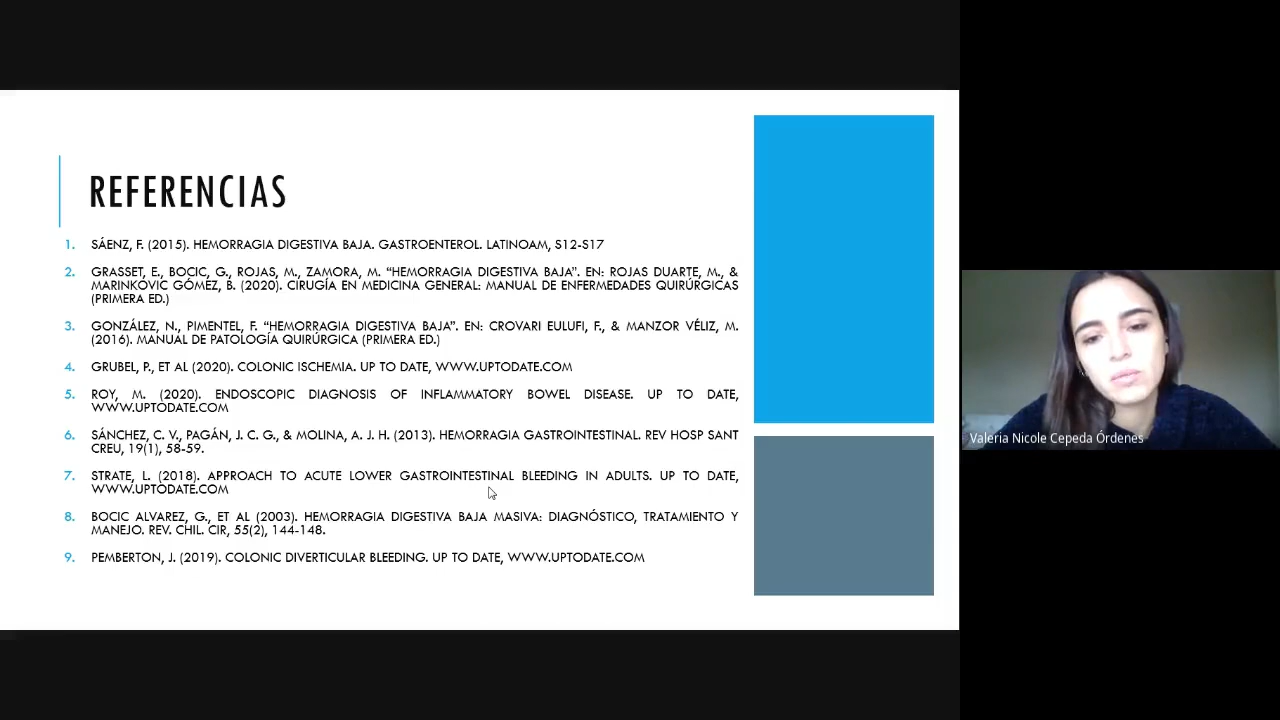 REFERENCIAS
1. SÁENZ, F. (2015). HEMORRAGIA DIGESTIVA BAJA. GASTROENTEROL. LATINOAM, S12-S17
2. GRASSET, E., BOCIC, G., ROJAS, M., ZAMORA, M. “HEMORRAGIA DIGESTIVA BAJA”. EN: ROJAS DUARTE, M., &
MARINKOVIC GÓMEZ, B. (2020). CIRUGÍA EN MEDICINA GENERAL: MANUAL DE ENFERMEDADES QUIRÚRGICAS
(PRIMERA ED.)
3. GONZÁLEZ, N., PIMENTEL, F. “HEMORRAGIA DIGESTIVA BAJA”. EN: CROVARI EULUFI, F., & MANZOR VÉLIZ, M.
(2016). MANUAL DE PATOLOGÍA QUIRÚRGICA (PRIMERA ED.)
4. GRUBEL, P., ET AL (2020). COLONIC ISCHEMIA. UP TO DATE, WWW.UPTODATE.COM
5. ROY, M. (2020). ENDOSCOPIC DIAGNOSIS OF INFLAMMATORY BOWEL DISEASE. UP TO DATE,
WWW.UPTODATE.COM
6. SÁNCHEZ, C. V., PAGÁN, J. C. G., & MOLINA, A. J. H. (2013). HEMORRAGIA GASTROINTESTINAL. REV HOSP SANT
CREU, 19(1), 58-59.
7. STRATE, L. (2018). APPROACH TO ACUTE LOWER GASTROINTESTINAL BLEEDING IN ADULTS. UP TO DATE,
WWW.UPTODATE.COM
8. BOCIC ALVAREZ, G., ET AL (2003). HEMORRAGIA DIGESTIVA BAJA MASIVA: DIAGNÓSTICO, TRATAMIENTO Y
MANEJO. REV. CHIL. CIR, 55(2), 144-148.
9. PEMBERTON, J. (2019). COLONIC DIVERTICULAR BLEEDING. UP TO DATE, WWW.UPTODATE.COM
Valeria Nicole Cepeda Órdenes